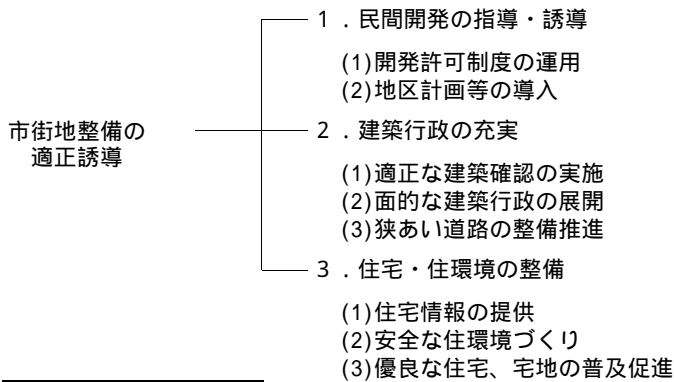 市街地整備の
適正誘導
1．民間開発の指導・誘導
(1)開発許可制度の運用
(2)地区計画等の導入
2．建築行政の充実
(1)適正な建築確認の実施
(2)面的な建築行政の展開
(3)狭あい道路の整備推進
3．住宅・住環境の整備
(1)住宅情報の提供
(2)安全な住環境づくり
(3)優良な住宅、宅地の普及促進